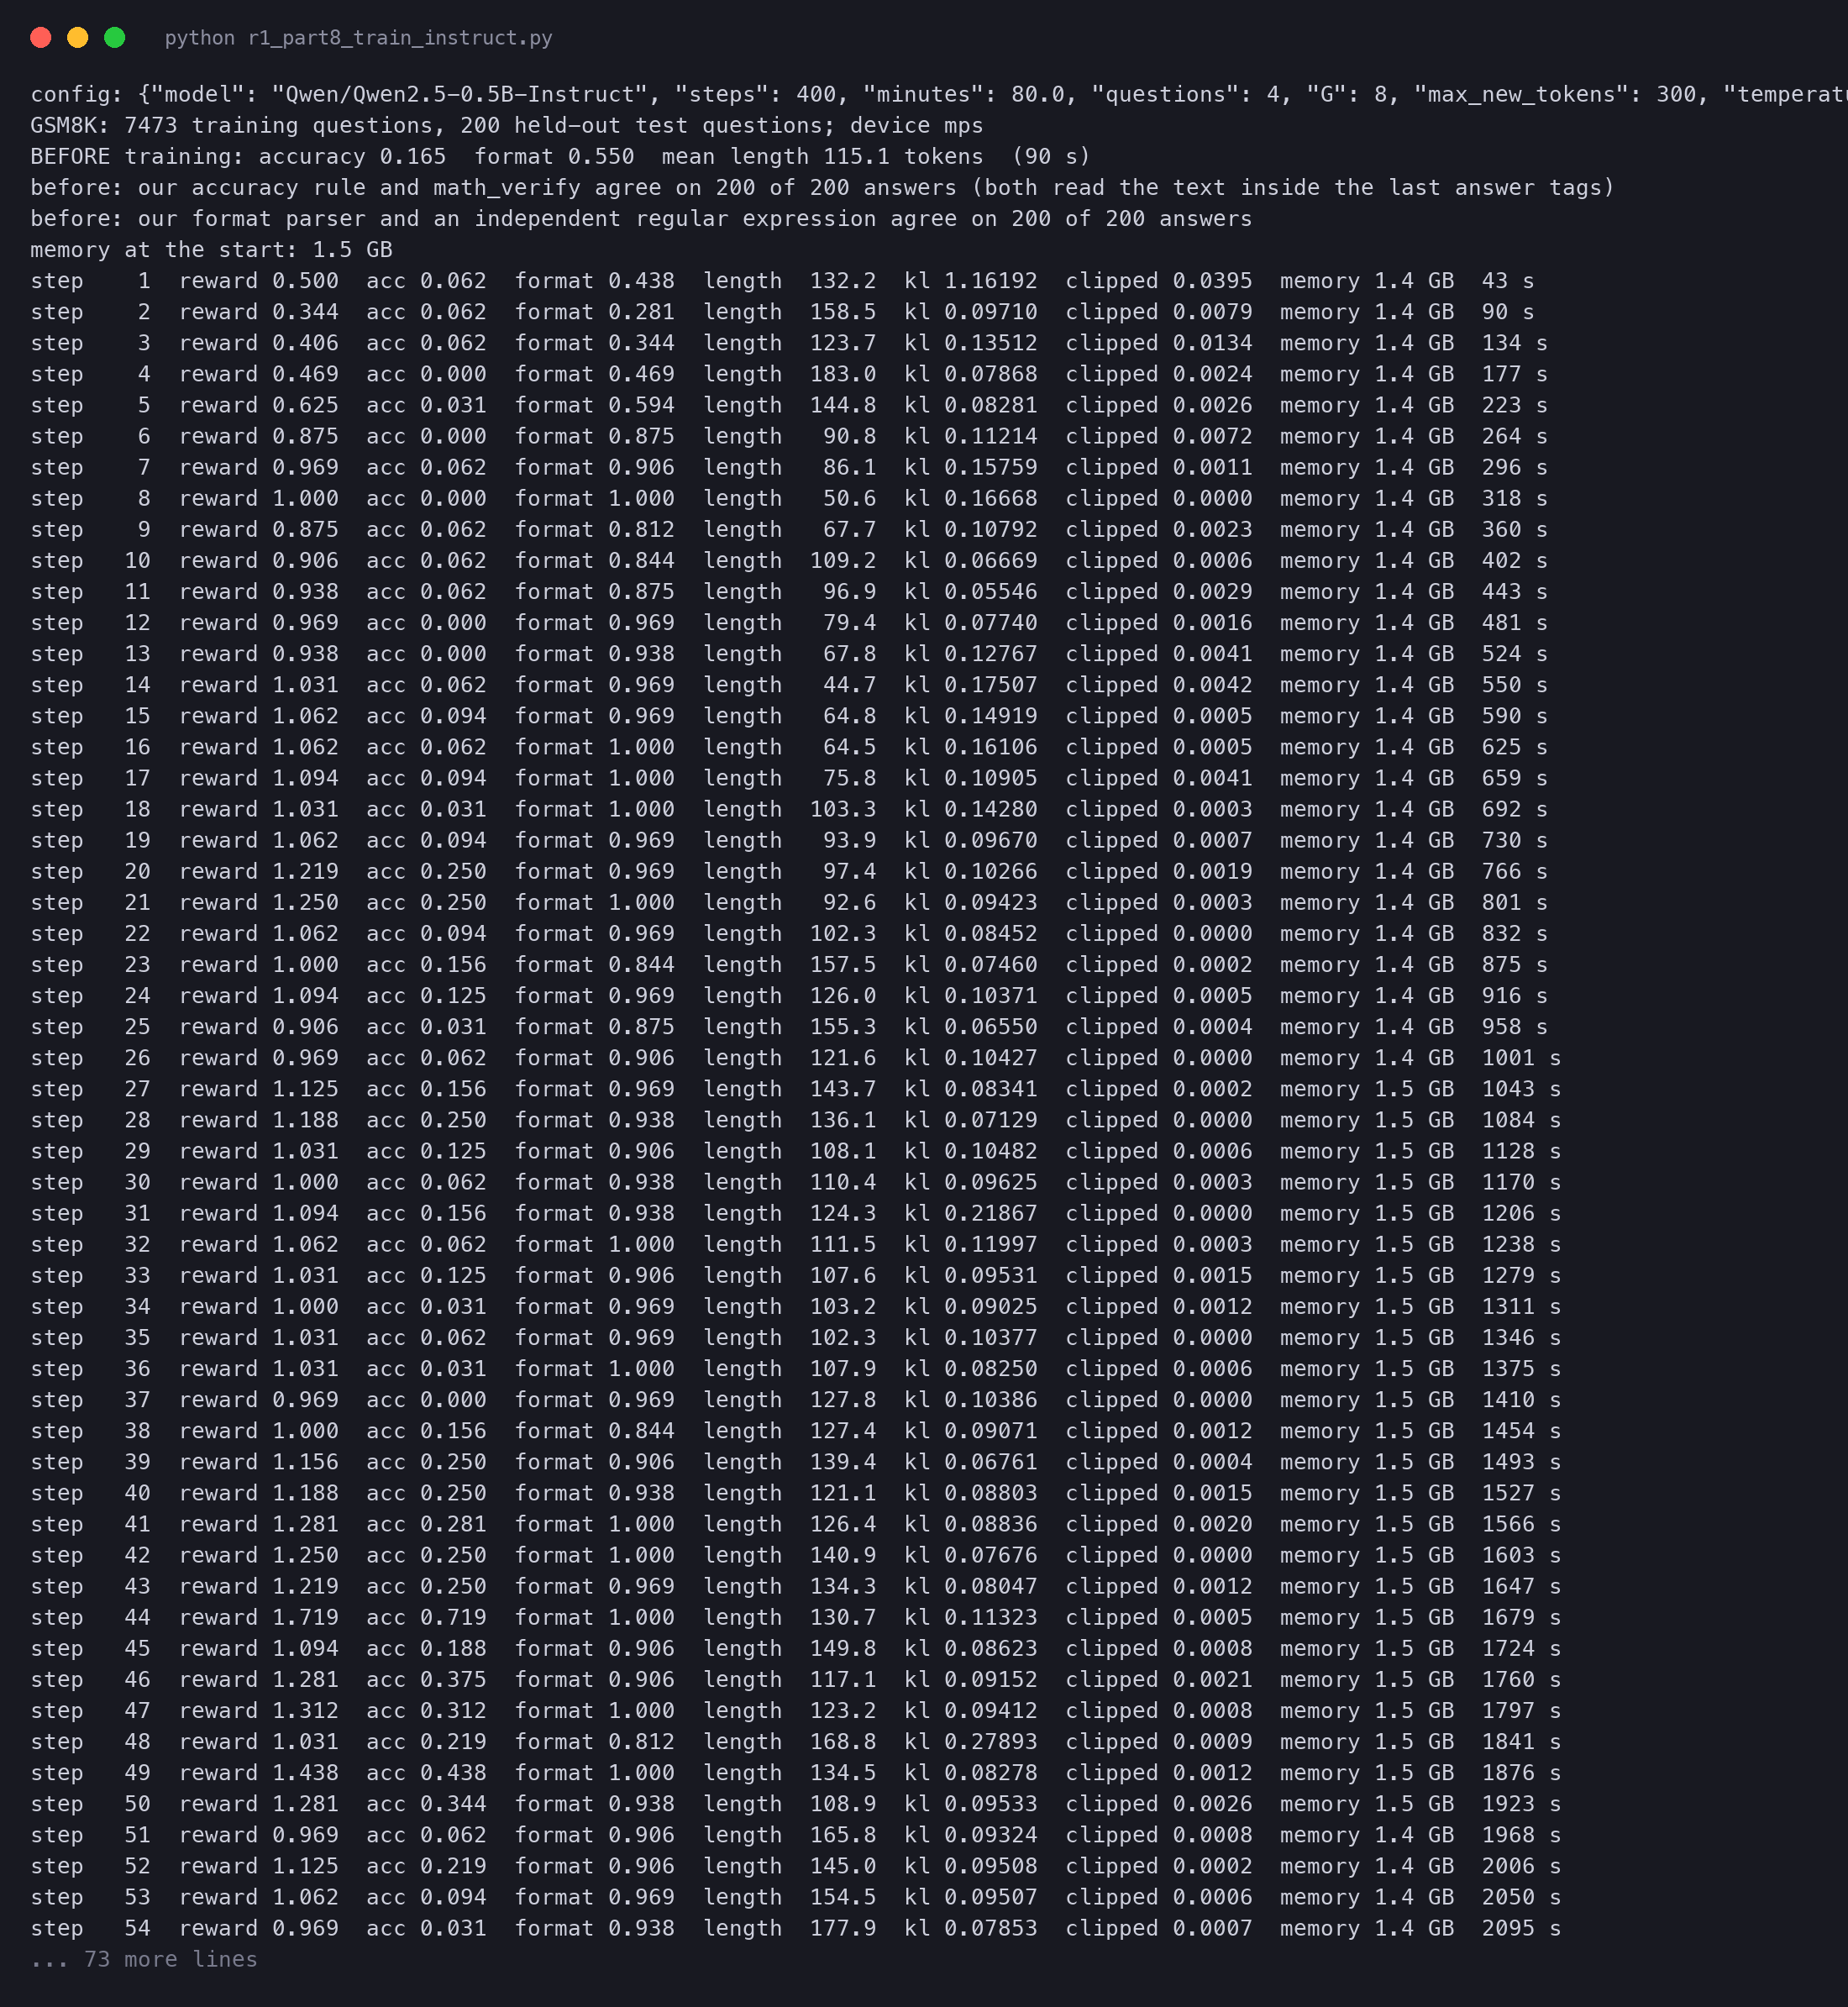 python r1_part8_train_instruct.py
config: {"model": "Qwen/Qwen2.5-0.5B-Instruct", "steps": 400, "minutes": 80.0, "questions": 4, "G": 8, "max_new_tokens": 300, "temperatu
GSM8K: 7473 training questions, 200 held-out test questions; device mps
BEFORE training: accuracy 0.165  format 0.550  mean length 115.1 tokens  (90 s)
before: our accuracy rule and math_verify agree on 200 of 200 answers (both read the text inside the last answer tags)
before: our format parser and an independent regular expression agree on 200 of 200 answers
memory at the start: 1.5 GB
step    1  reward 0.500  acc 0.062  format 0.438  length  132.2  kl 1.16192  clipped 0.0395  memory 1.4 GB  43 s
step    2  reward 0.344  acc 0.062  format 0.281  length  158.5  kl 0.09710  clipped 0.0079  memory 1.4 GB  90 s
step    3  reward 0.406  acc 0.062  format 0.344  length  123.7  kl 0.13512  clipped 0.0134  memory 1.4 GB  134 s
step    4  reward 0.469  acc 0.000  format 0.469  length  183.0  kl 0.07868  clipped 0.0024  memory 1.4 GB  177 s
step    5  reward 0.625  acc 0.031  format 0.594  length  144.8  kl 0.08281  clipped 0.0026  memory 1.4 GB  223 s
step    6  reward 0.875  acc 0.000  format 0.875  length   90.8  kl 0.11214  clipped 0.0072  memory 1.4 GB  264 s
step    7  reward 0.969  acc 0.062  format 0.906  length   86.1  kl 0.15759  clipped 0.0011  memory 1.4 GB  296 s
step    8  reward 1.000  acc 0.000  format 1.000  length   50.6  kl 0.16668  clipped 0.0000  memory 1.4 GB  318 s
step    9  reward 0.875  acc 0.062  format 0.812  length   67.7  kl 0.10792  clipped 0.0023  memory 1.4 GB  360 s
step   10  reward 0.906  acc 0.062  format 0.844  length  109.2  kl 0.06669  clipped 0.0006  memory 1.4 GB  402 s
step   11  reward 0.938  acc 0.062  format 0.875  length   96.9  kl 0.05546  clipped 0.0029  memory 1.4 GB  443 s
step   12  reward 0.969  acc 0.000  format 0.969  length   79.4  kl 0.07740  clipped 0.0016  memory 1.4 GB  481 s
step   13  reward 0.938  acc 0.000  format 0.938  length   67.8  kl 0.12767  clipped 0.0041  memory 1.4 GB  524 s
step   14  reward 1.031  acc 0.062  format 0.969  length   44.7  kl 0.17507  clipped 0.0042  memory 1.4 GB  550 s
step   15  reward 1.062  acc 0.094  format 0.969  length   64.8  kl 0.14919  clipped 0.0005  memory 1.4 GB  590 s
step   16  reward 1.062  acc 0.062  format 1.000  length   64.5  kl 0.16106  clipped 0.0005  memory 1.4 GB  625 s
step   17  reward 1.094  acc 0.094  format 1.000  length   75.8  kl 0.10905  clipped 0.0041  memory 1.4 GB  659 s
step   18  reward 1.031  acc 0.031  format 1.000  length  103.3  kl 0.14280  clipped 0.0003  memory 1.4 GB  692 s
step   19  reward 1.062  acc 0.094  format 0.969  length   93.9  kl 0.09670  clipped 0.0007  memory 1.4 GB  730 s
step   20  reward 1.219  acc 0.250  format 0.969  length   97.4  kl 0.10266  clipped 0.0019  memory 1.4 GB  766 s
step   21  reward 1.250  acc 0.250  format 1.000  length   92.6  kl 0.09423  clipped 0.0003  memory 1.4 GB  801 s
step   22  reward 1.062  acc 0.094  format 0.969  length  102.3  kl 0.08452  clipped 0.0000  memory 1.4 GB  832 s
step   23  reward 1.000  acc 0.156  format 0.844  length  157.5  kl 0.07460  clipped 0.0002  memory 1.4 GB  875 s
step   24  reward 1.094  acc 0.125  format 0.969  length  126.0  kl 0.10371  clipped 0.0005  memory 1.4 GB  916 s
step   25  reward 0.906  acc 0.031  format 0.875  length  155.3  kl 0.06550  clipped 0.0004  memory 1.4 GB  958 s
step   26  reward 0.969  acc 0.062  format 0.906  length  121.6  kl 0.10427  clipped 0.0000  memory 1.4 GB  1001 s
step   27  reward 1.125  acc 0.156  format 0.969  length  143.7  kl 0.08341  clipped 0.0002  memory 1.5 GB  1043 s
step   28  reward 1.188  acc 0.250  format 0.938  length  136.1  kl 0.07129  clipped 0.0000  memory 1.5 GB  1084 s
step   29  reward 1.031  acc 0.125  format 0.906  length  108.1  kl 0.10482  clipped 0.0006  memory 1.5 GB  1128 s
step   30  reward 1.000  acc 0.062  format 0.938  length  110.4  kl 0.09625  clipped 0.0003  memory 1.5 GB  1170 s
step   31  reward 1.094  acc 0.156  format 0.938  length  124.3  kl 0.21867  clipped 0.0000  memory 1.5 GB  1206 s
step   32  reward 1.062  acc 0.062  format 1.000  length  111.5  kl 0.11997  clipped 0.0003  memory 1.5 GB  1238 s
step   33  reward 1.031  acc 0.125  format 0.906  length  107.6  kl 0.09531  clipped 0.0015  memory 1.5 GB  1279 s
step   34  reward 1.000  acc 0.031  format 0.969  length  103.2  kl 0.09025  clipped 0.0012  memory 1.5 GB  1311 s
step   35  reward 1.031  acc 0.062  format 0.969  length  102.3  kl 0.10377  clipped 0.0000  memory 1.5 GB  1346 s
step   36  reward 1.031  acc 0.031  format 1.000  length  107.9  kl 0.08250  clipped 0.0006  memory 1.5 GB  1375 s
step   37  reward 0.969  acc 0.000  format 0.969  length  127.8  kl 0.10386  clipped 0.0000  memory 1.5 GB  1410 s
step   38  reward 1.000  acc 0.156  format 0.844  length  127.4  kl 0.09071  clipped 0.0012  memory 1.5 GB  1454 s
step   39  reward 1.156  acc 0.250  format 0.906  length  139.4  kl 0.06761  clipped 0.0004  memory 1.5 GB  1493 s
step   40  reward 1.188  acc 0.250  format 0.938  length  121.1  kl 0.08803  clipped 0.0015  memory 1.5 GB  1527 s
step   41  reward 1.281  acc 0.281  format 1.000  length  126.4  kl 0.08836  clipped 0.0020  memory 1.5 GB  1566 s
step   42  reward 1.250  acc 0.250  format 1.000  length  140.9  kl 0.07676  clipped 0.0000  memory 1.5 GB  1603 s
step   43  reward 1.219  acc 0.250  format 0.969  length  134.3  kl 0.08047  clipped 0.0012  memory 1.5 GB  1647 s
step   44  reward 1.719  acc 0.719  format 1.000  length  130.7  kl 0.11323  clipped 0.0005  memory 1.5 GB  1679 s
step   45  reward 1.094  acc 0.188  format 0.906  length  149.8  kl 0.08623  clipped 0.0008  memory 1.5 GB  1724 s
step   46  reward 1.281  acc 0.375  format 0.906  length  117.1  kl 0.09152  clipped 0.0021  memory 1.5 GB  1760 s
step   47  reward 1.312  acc 0.312  format 1.000  length  123.2  kl 0.09412  clipped 0.0008  memory 1.5 GB  1797 s
step   48  reward 1.031  acc 0.219  format 0.812  length  168.8  kl 0.27893  clipped 0.0009  memory 1.5 GB  1841 s
step   49  reward 1.438  acc 0.438  format 1.000  length  134.5  kl 0.08278  clipped 0.0012  memory 1.5 GB  1876 s
step   50  reward 1.281  acc 0.344  format 0.938  length  108.9  kl 0.09533  clipped 0.0026  memory 1.5 GB  1923 s
step   51  reward 0.969  acc 0.062  format 0.906  length  165.8  kl 0.09324  clipped 0.0008  memory 1.4 GB  1968 s
step   52  reward 1.125  acc 0.219  format 0.906  length  145.0  kl 0.09508  clipped 0.0002  memory 1.4 GB  2006 s
step   53  reward 1.062  acc 0.094  format 0.969  length  154.5  kl 0.09507  clipped 0.0006  memory 1.4 GB  2050 s
step   54  reward 0.969  acc 0.031  format 0.938  length  177.9  kl 0.07853  clipped 0.0007  memory 1.4 GB  2095 s
... 73 more lines